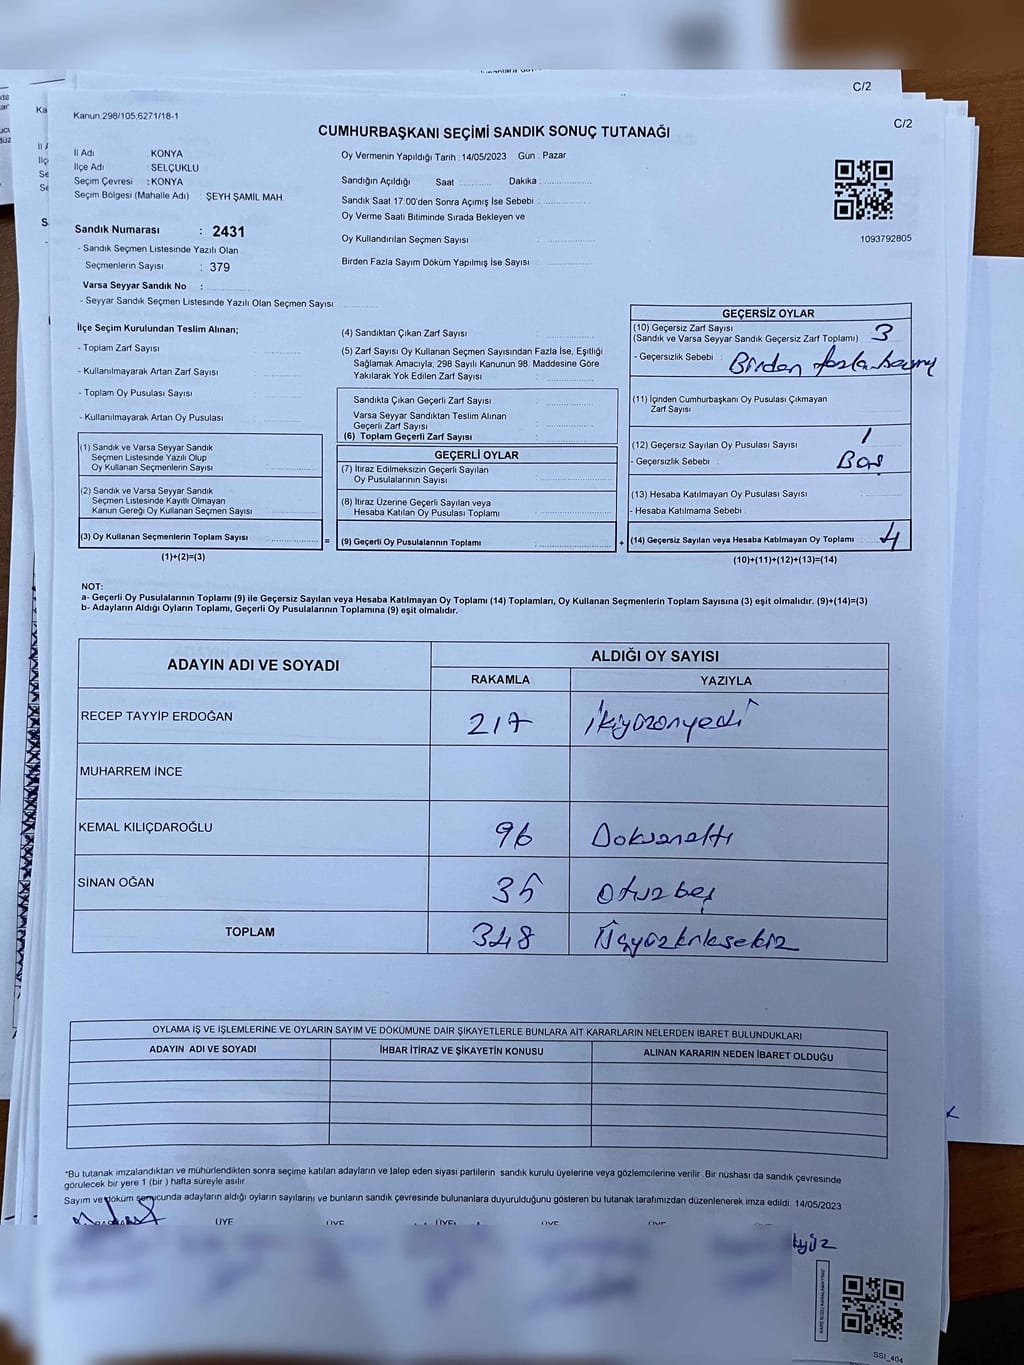 C/2
Kanun:298/105;6271/18-1
C/2
CUMHURBAŞKANI SEÇİMİ SANDIK SONUÇ TUTANAĞI
İl Adı KONYA
İlçe Adı : SELÇUKLU
Seçim Çevresi : KONYA
Seçim Bölgesi (Mahalle Adı) : ŞEYH ŞAMİL MAH.
Sandık Numarası : 2431
- Sandık Seçmen Listesinde Yazılı Olan
Seçmenlerin Sayısı : 379
Varsa Seyyar Sandık No :
- Seyyar Sandık Seçmen Listesinde Yazılı Olan Seçmen Sayısı
Oy Vermenin Yapıldığı Tarih : 14/05/2023 Gün : Pazar
Sandığın Açıldığı Saat Dakika :
Sandık Saat 17:00'den Sonra Açımış İse Sebebi :
Oy Verme Saati Bitiminde Sırada Bekleyen ve
Oy Kullandırılan Seçmen Sayısı :
Birden Fazla Sayım Döküm Yapılmış İse Sayısı :
1093792805
İlçe Seçim Kurulundan Teslim Alınan;
- Toplam Zarf Sayısı :
- Kullanılmayarak Artan Zarf Sayısı :
- Toplam Oy Pusulası Sayısı :
- Kullanılmayarak Artan Oy Pusulası :
(1) Sandık ve Varsa Seyyar Sandık
Seçmen Listesinde Yazılı Olup
Oy Kullanan Seçmenlerin Sayısı :
(2) Sandık ve Varsa Seyyar Sandık
Seçmen Listesinde Kayıtlı Olmayan
Kanun Gereği Oy Kullanan Seçmen Sayısı :
(3) Oy Kullanan Seçmenlerin Toplam Sayısı :
(1)+(2)=(3)
=
(4) Sandıktan Çıkan Zarf Sayısı :
(5) Zarf Sayısı Oy Kullanan Seçmen Sayısından Fazla İse, Eşitliği
Sağlamak Amacıyla, 298 Sayılı Kanunun 98. Maddesine Göre
Yakılarak Yok Edilen Zarf Sayısı :
Sandıkta Çıkan Geçerli Zarf Sayısı :
Varsa Seyyar Sandıktan Teslim Alınan
Geçerli Zarf Sayısı :
(6) Toplam Geçerli Zarf Sayısı :
GEÇERLİ OYLAR
(7) İtiraz Edilmeksizin Geçerli Sayılan
Oy Pusulalarının Sayısı :
(8) İtiraz Üzerine Geçerli Sayılan veya
Hesaba Katılan Oy Pusulası Toplamı :
(9) Geçerli Oy Pusulalarının Toplamı :
+
GEÇERSİZ OYLAR
(10) Geçersiz Zarf Sayısı
(Sandık ve Varsa Seyyar Sandık Geçersiz Zarf Toplamı) : 3
- Geçersizlik Sebebi : Birden fazla
(11) İçinden Cumhurbaşkanı Oy Pusulası Çıkmayan
Zarf Sayısı
(12) Geçersiz Sayılan Oy Pusulası Sayısı : 1
- Geçersizlik Sebebi : Boş
(13) Hesaba Katılmayan Oy Pusulası Sayısı :
- Hesaba Katılmama Sebebi :
(14) Geçersiz Sayılan veya Hesaba Katılmayan Oy Toplamı : 4
(10)+(11)+(12)+(13)=(14)
NOT:
a- Geçerli Oy Pusulalarının Toplamı (9) ile Geçersiz Sayılan veya Hesaba Katılmayan Oy Toplamı (14) Toplamları, Oy Kullanan Seçmenlerin Toplam Sayısına (3) eşit olmalıdır. (9)+(14)=(3)
b- Adayların Aldığı Oyların Toplamı, Geçerli Oy Pusulalarının Toplamına (9) eşit olmalıdır.
ADAYIN ADI VE SOYADI ALDIĞI OY SAYISI
RAKAMLA YAZIYLA
RECEP TAYYİP ERDOĞAN 217 İkiyüzonyedi
MUHARREM İNCE
KEMAL KILIÇDAROĞLU 96 Doksanaltı
SİNAN OĞAN 35 otuzbeş
TOPLAM 348 Üçyüzkırksekiz
OYLAMA İŞ VE İŞLEMLERİNE VE OYLARIN SAYIM VE DÖKÜMÜNE DAİR ŞİKAYETLERLE BUNLARA AİT KARARLARIN NELERDEN İBARET BULUNDUKLARI
ADAYIN ADI VE SOYADI İHBAR İTİRAZ VE ŞİKAYETİN KONUSU ALINAN KARARIN NEDEN İBARET OLDUĞU
*Bu tutanak imzalandıktan ve mühürlendikten sonra seçime katılan adayların ve talep eden siyasi partilerin sandık kurulu üyelerine veya gözlemcilerine verilir. Bir nüshası da sandık çevresinde
görülecek bir yere 1 (bir) hafta süreyle asılır.
Sayım ve döküm sonucunda adayların aldığı oyların sayılarını ve bunların sandık çevresinde bulunanlara duyurulduğunu gösteren bu tutanak tarafımızdan düzenlenerek imza edildi. 14/05/2023
ÜYE ÜYE ÜYE ÜYE ÜYE ÜYE
SSI_404